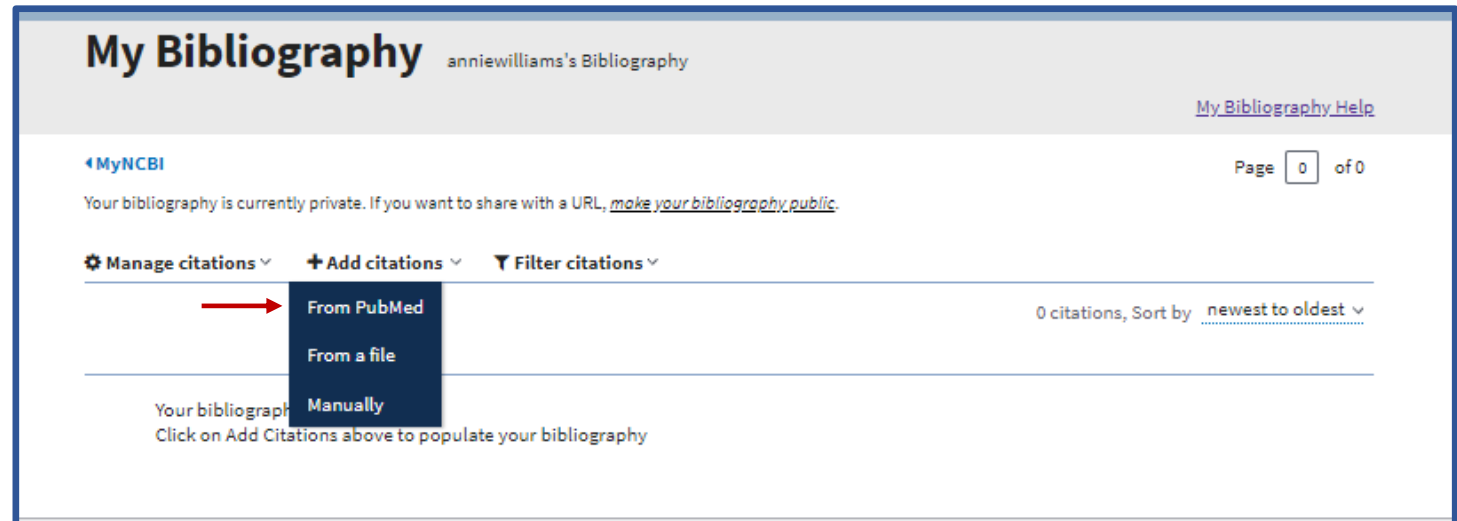 My Bibliography anniewilliams's Bibliography
My Bibliography Help
MyNCBI
Page 0 of 0
Your bibliography is currently private. If you want to share with a URL, make your bibliography public.
Manage citations Add citations Filter citations
From PubMed
0 citations, Sort by newest to oldest
From a file
Manually
Your
Click on Add Citations above to populate your bibliography